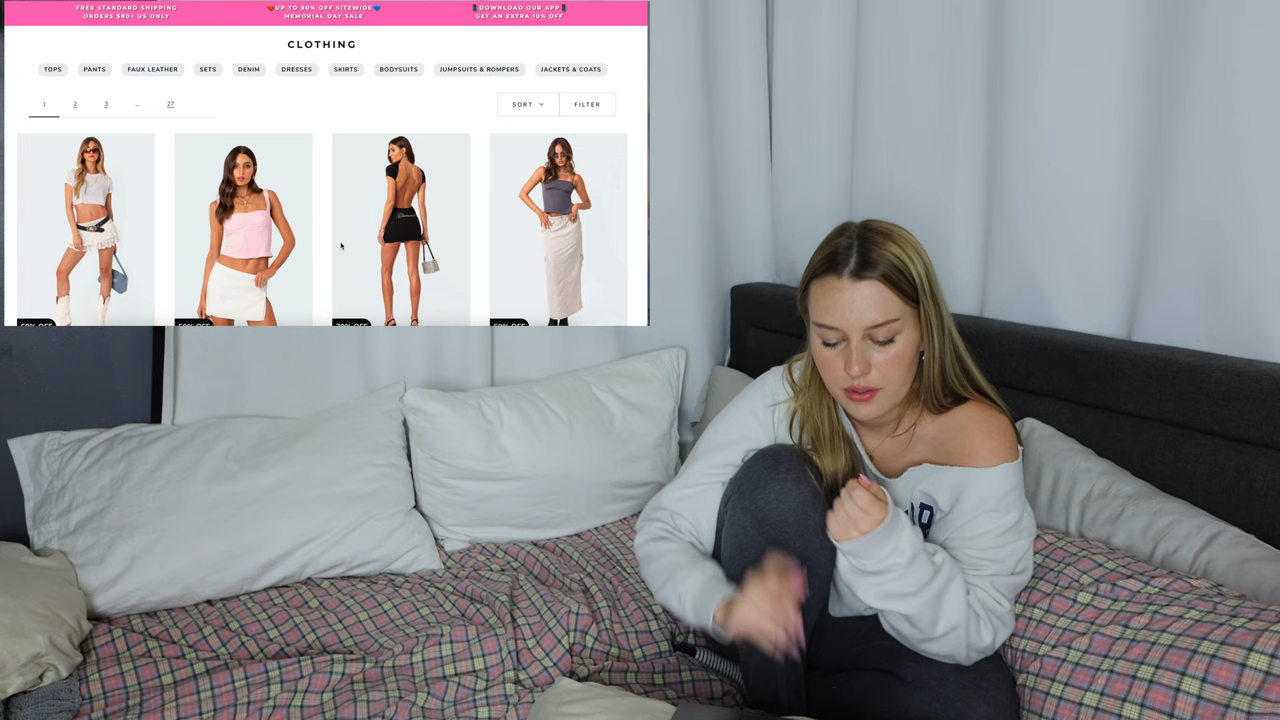 FREE STANDARD SHIPPING
ORDERS $80+ US ONLY
❤️UP TO 80% OFF SITEWIDE💙
MEMORIAL DAY SALE
📱DOWNLOAD OUR APP📱
GET AN EXTRA 10% OFF
CLOTHING
TOPS PANTS FAUX LEATHER SETS DENIM DRESSES SKIRTS BODYSUITS JUMPSUITS & ROMPERS JACKETS & COATS
1 2 3 ... 27
SORT FILTER